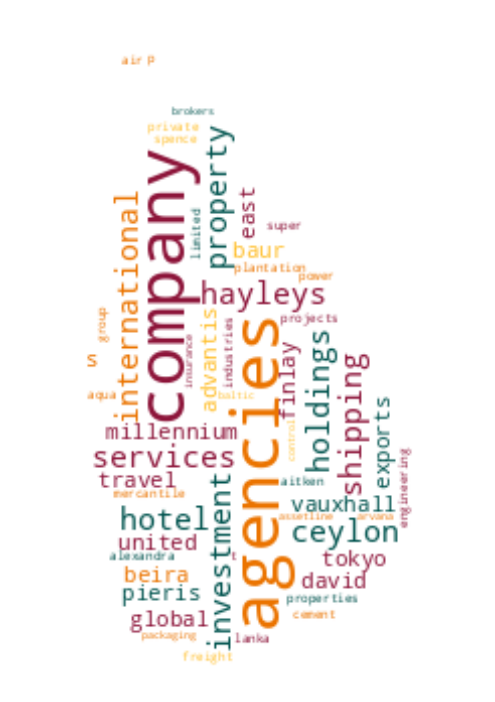 air p
brokers
private
spence
company
property
limited
east
international
super
baur
plantation
power
hayleys
group
advantis
industries
agencies
projects
insurance
finlay
holdings
shipping
s
aqua
baltic
exports
control
millennium
services
engineering
travel
mercantile
investment
aitken
vauxhall
hotel
assetline
arvana
ceylon
united
alexandra
t
tokyo
beira
david
pieris
properties
global
cement
packaging
lanka
freight